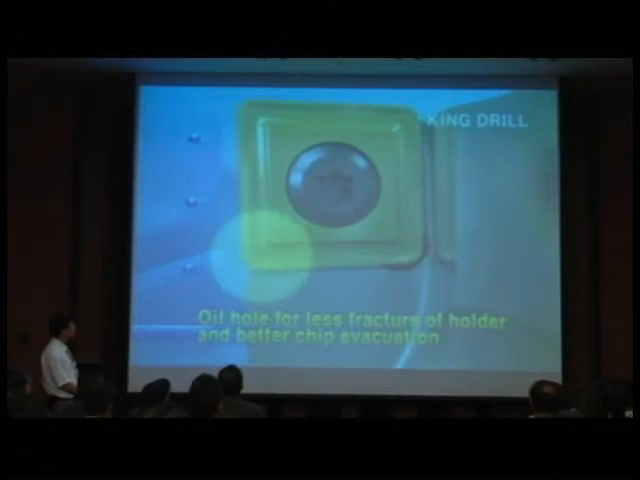 KING DRILL
Oil hole for less fracture of holder
and better chip evacuation